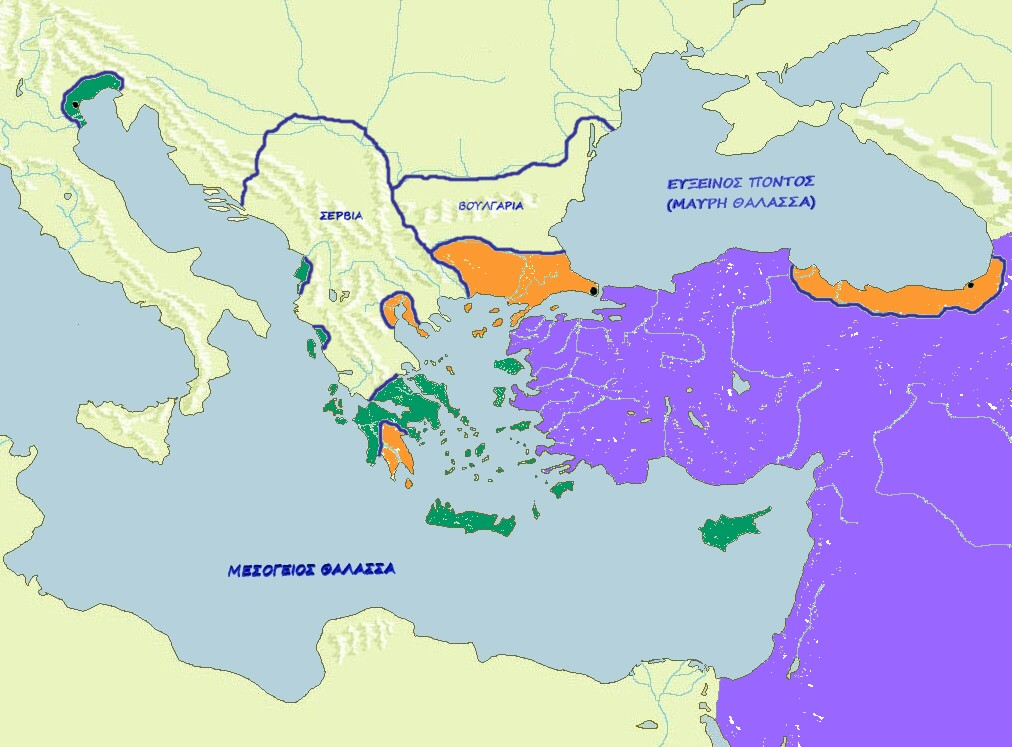 ΕΥΞΕΙΝΟΣ ΠΟΝΤΟΣ
(ΜΑΥΡΗ ΘΑΛΑΣΣΑ)
ΣΕΡΒΙΑ
ΒΟΥΛΓΑΡΙΑ
ΜΕΣΟΓΕΙΟΣ ΘΑΛΑΣΣΑ